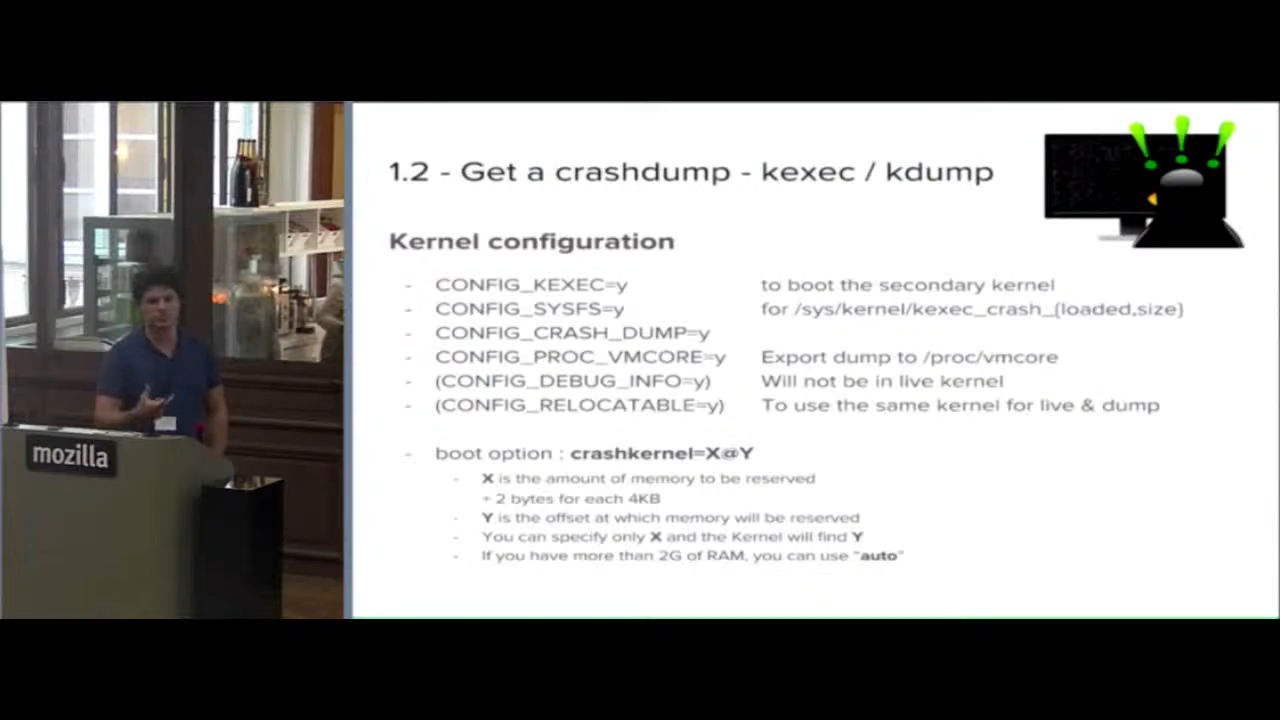 1.2 - Get a crashdump - kexec / kdump
Kernel configuration
- CONFIG_KEXEC=y to boot the secondary kernel
- CONFIG_SYSFS=y for /sys/kernel/kexec_crash_{loaded,size}
- CONFIG_CRASH_DUMP=y
- CONFIG_PROC_VMCORE=y Export dump to /proc/vmcore
- (CONFIG_DEBUG_INFO=y) Will not be in live kernel
- (CONFIG_RELOCATABLE=y) To use the same kernel for live & dump
- boot option : crashkernel=X@Y
- X is the amount of memory to be reserved
+ 2 bytes for each 4KB
- Y is the offset at which memory will be reserved
- You can specify only X and the Kernel will find Y
- If you have more than 2G of RAM, you can use "auto"
mozilla